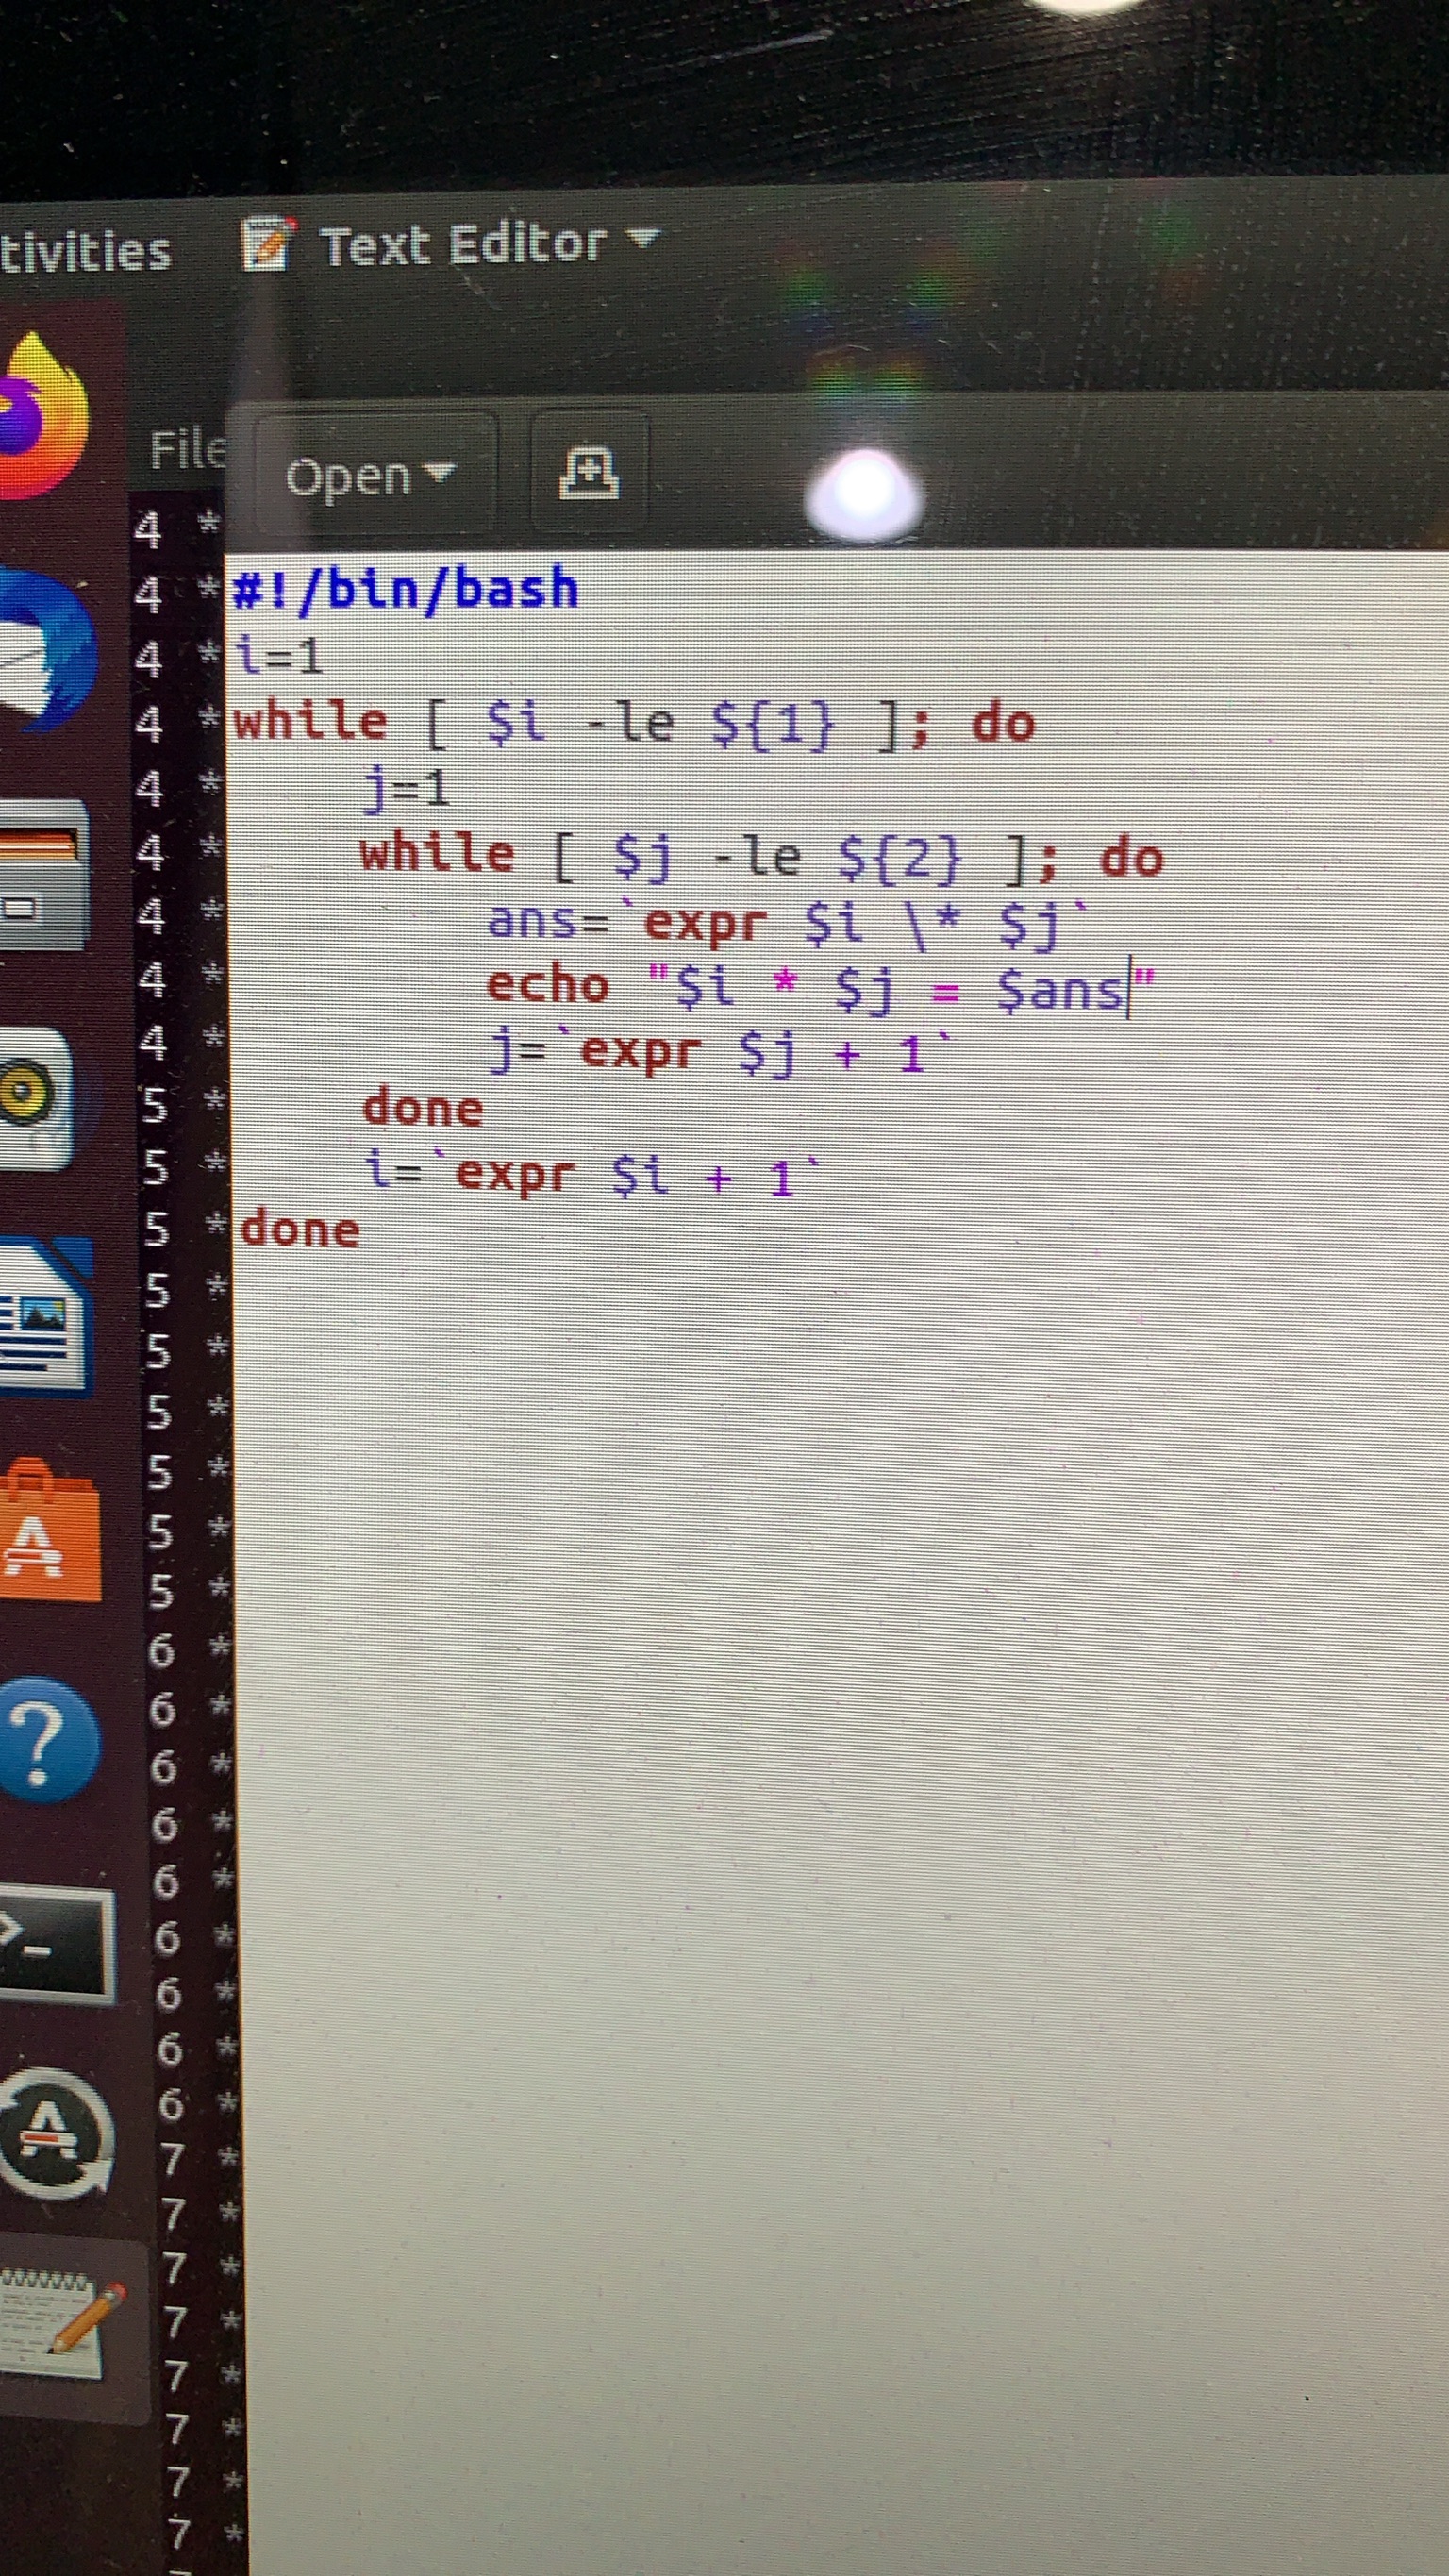 tivities Text Editor
File Open
#!/bin/bash
i=1
while [ $i -le ${1} ]; do
j=1
while [ $j -le ${2} ]; do
ans=`expr $i \* $j`
echo "$i * $j = $ans"
j=`expr $j + 1`
done
i=`expr $i + 1`
done
4 *
4 *
4 *
4 *
4 *
4 *
4 *
4 *
4 *
5 *
5 *
5 *
5 *
5 *
5 *
5 *
5 *
5 *
6 *
6 *
6 *
6 *
6 *
6 *
6 *
6 *
6 *
7 *
7 *
7 *
7 *
7 *
7 *
7 *
7 *